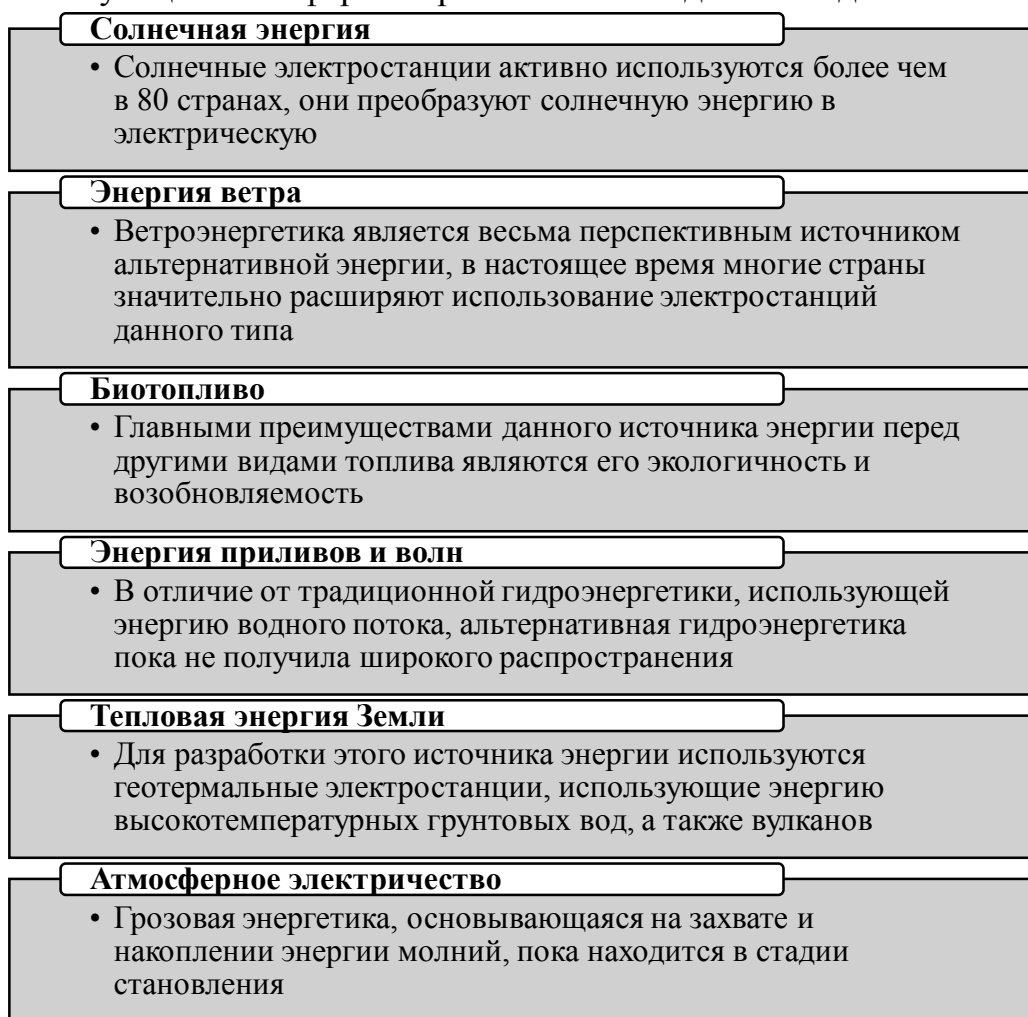 Солнечная энергия
• Солнечные электростанции активно используются более чем
в 80 странах, они преобразуют солнечную энергию в
электрическую
Энергия ветра
• Ветроэнергетика является весьма перспективным источником
альтернативной энергии, в настоящее время многие страны
значительно расширяют использование электростанций
данного типа
Биотопливо
• Главными преимуществами данного источника энергии перед
другими видами топлива являются его экологичность и
возобновляемость
Энергия приливов и волн
• В отличие от традиционной гидроэнергетики, использующей
энергию водного потока, альтернативная гидроэнергетика
пока не получила широкого распространения
Тепловая энергия Земли
• Для разработки этого источника энергии используются
геотермальные электростанции, использующие энергию
высокотемпературных грунтовых вод, а также вулканов
Атмосферное электричество
• Грозовая энергетика, основывающаяся на захвате и
накоплении энергии молний, пока находится в стадии
становления